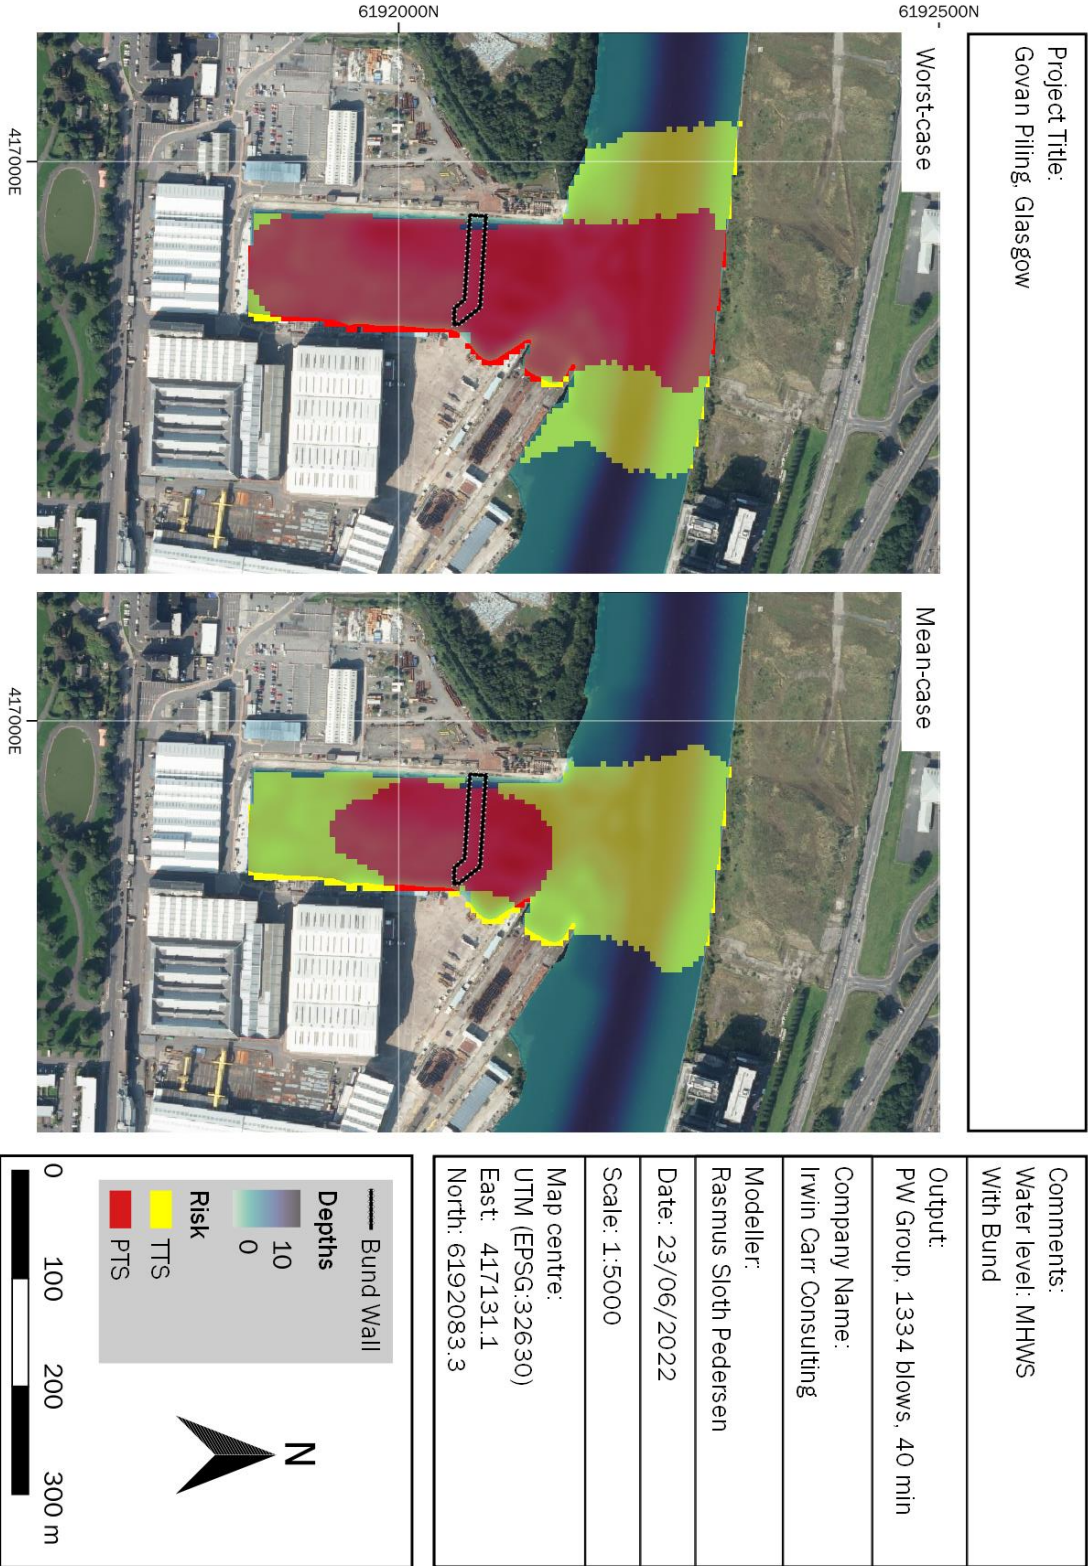 Project Title:
Govan Piling, Glasgow
Worst-case
6192000N
6192500N
417000E
Mean-case
417000E
Comments:
Water level: MHWS
With Bund
Output:
PW Group, 1334 blows, 40 min
Company Name:
Irwin Carr Consulting
Modeller:
Rasmus Sloth Pedersen
Date: 23/06/2022
Scale: 1:5000
Map centre:
UTM (EPSG:32630)
East: 417131.1
North: 6192083.3
Bund Wall
Depths
10
0
Risk
TTS
PTS
N
0 100 200 300 m